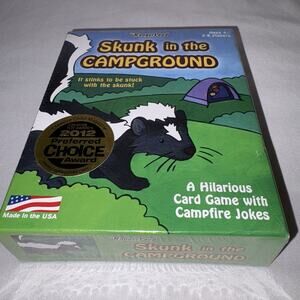 Skunk in the
CAMPGROUND
It stinks to be stuck
with the skunk!
2012
Preferred
CHOICE
Award
A Hilarious
Card Game with
Campfire Jokes
Made in the USA
Skunk in the
CAMPGROUND